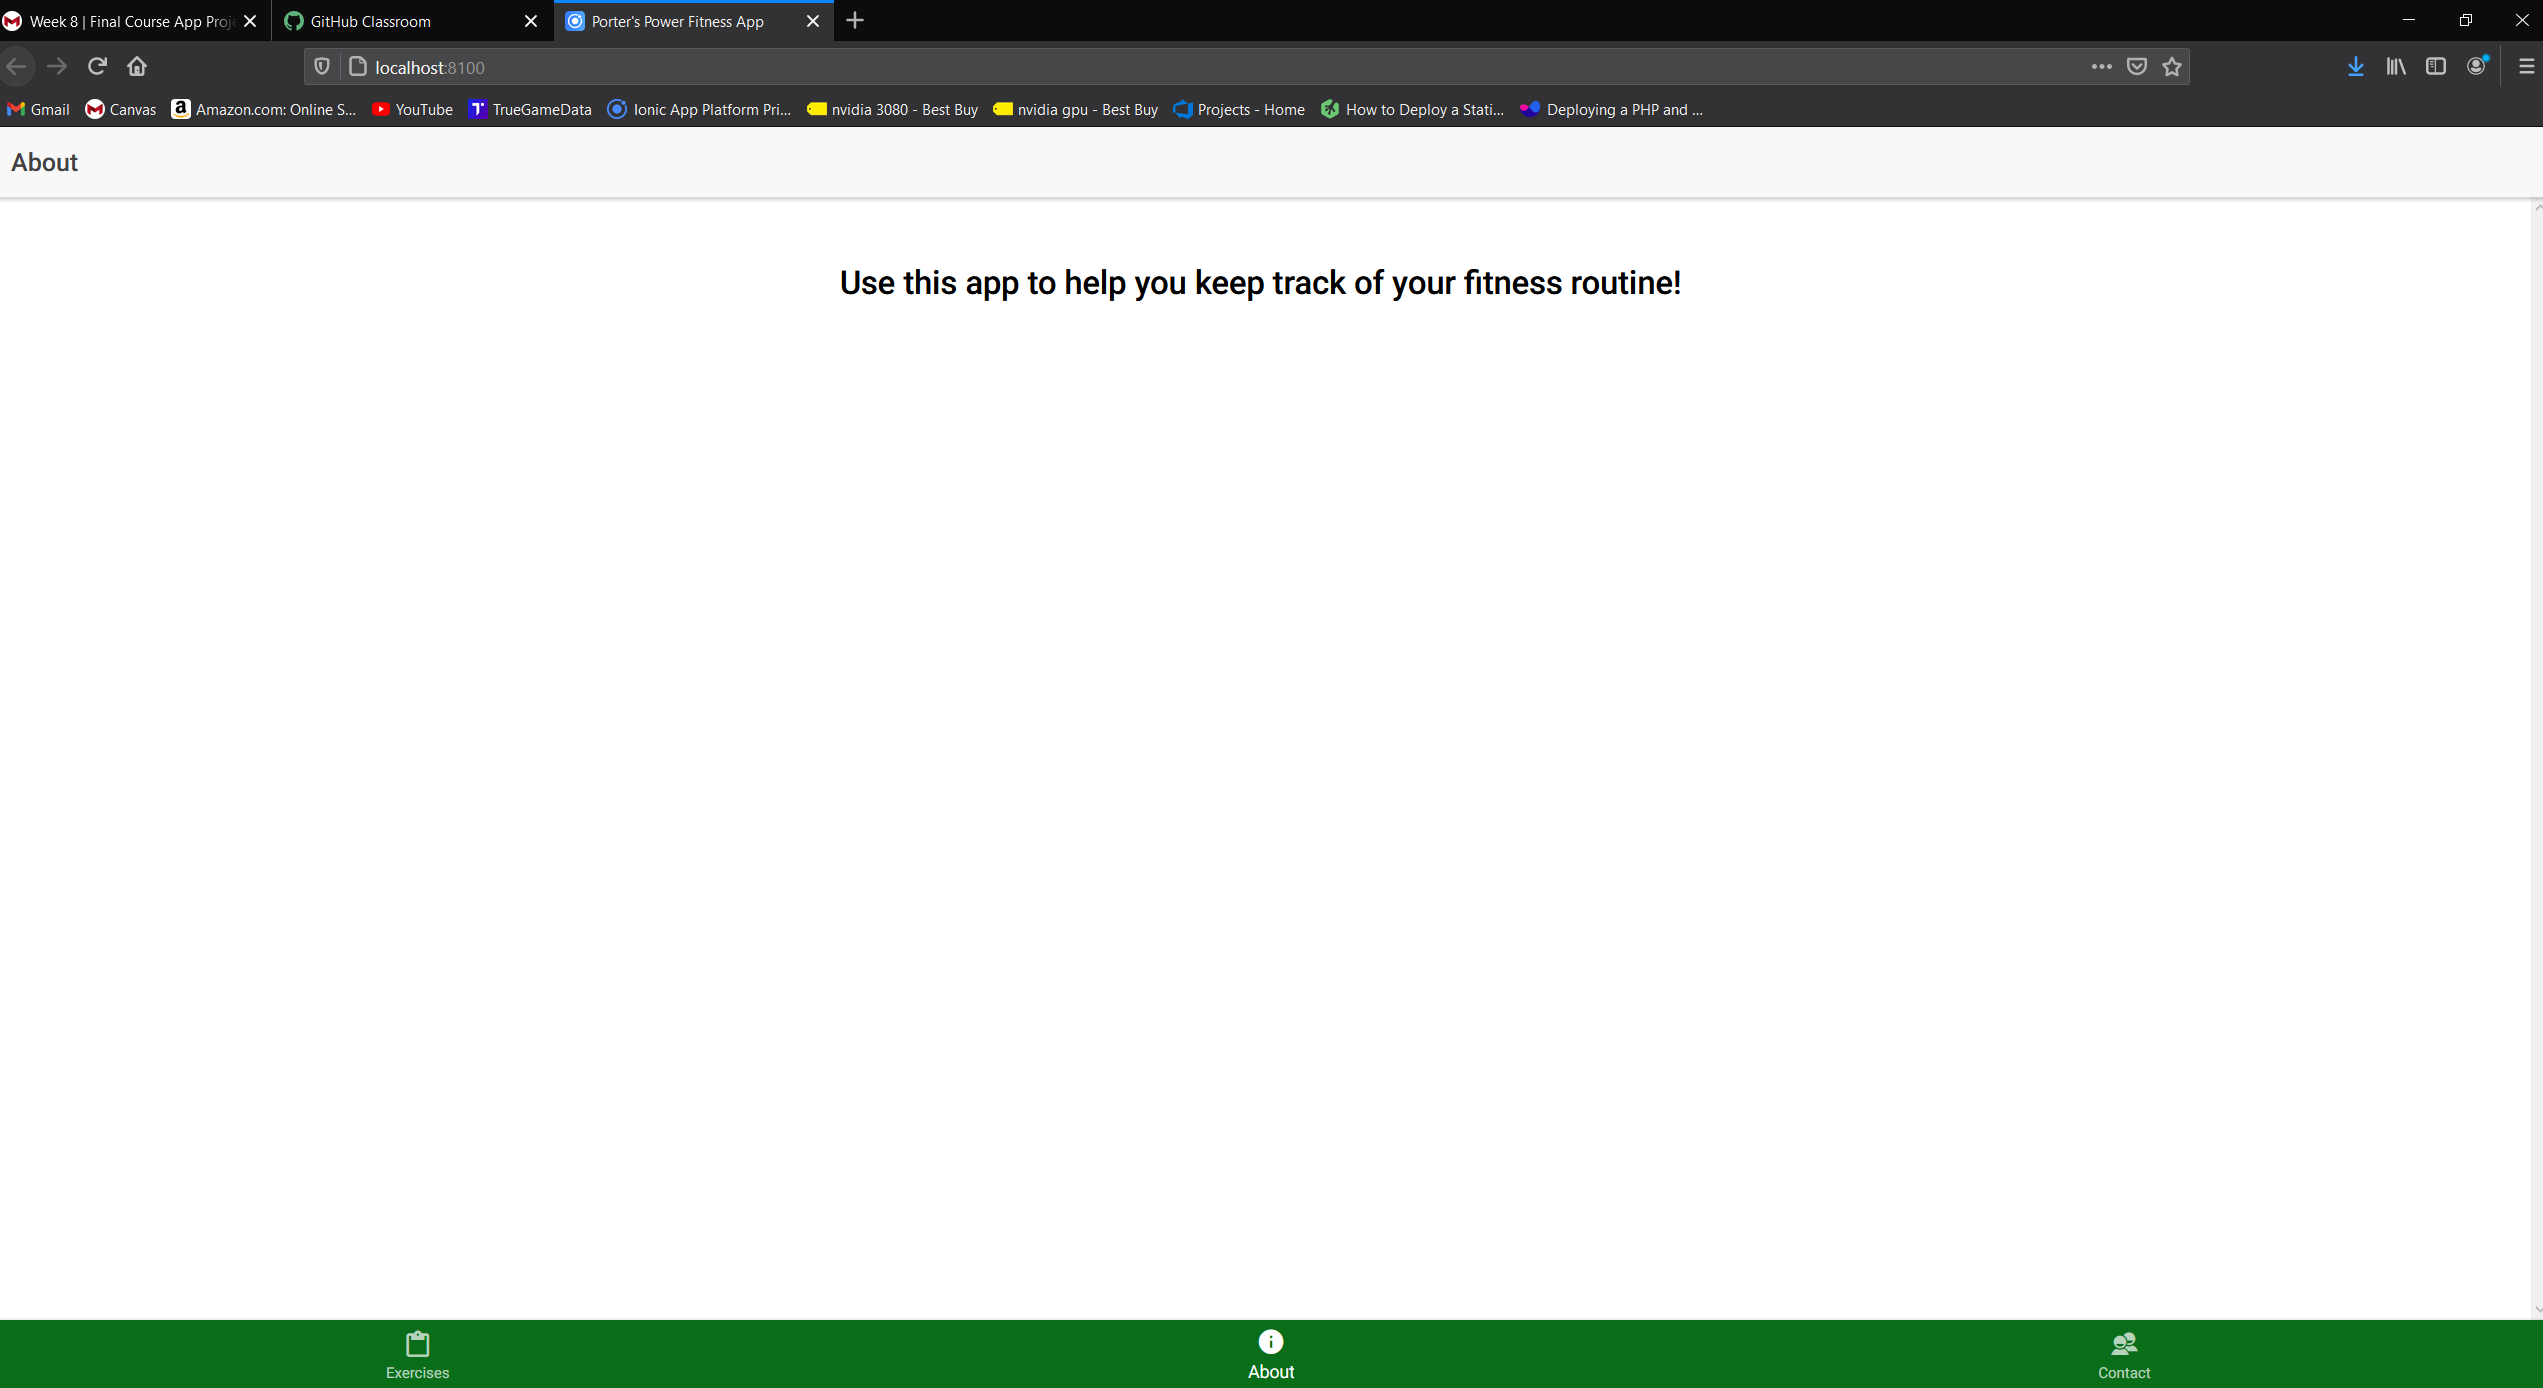 Week 8 | Final Course App Proje
GitHub Classroom
Porter's Power Fitness App
localhost:8100
Gmail
Canvas
Amazon.com: Online S...
YouTube
TrueGameData
Ionic App Platform Pri...
nvidia 3080 - Best Buy
nvidia gpu - Best Buy
Projects - Home
How to Deploy a Stati...
Deploying a PHP and ...
About
Use this app to help you keep track of your fitness routine!
Exercises
About
Contact